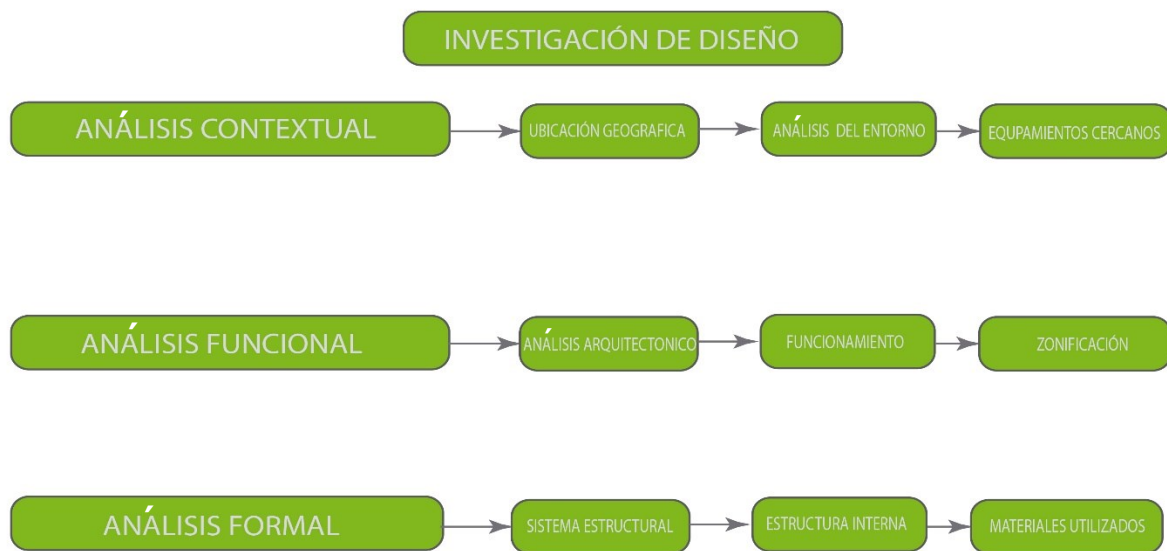 INVESTIGACIÓN DE DISEÑO
ANÁLISIS CONTEXTUAL
UBICACIÓN GEOGRAFICA
ANÁLISIS DEL ENTORNO
EQUPAMIENTOS CERCANOS
ANÁLISIS FUNCIONAL
ANÁLISIS ARQUITECTONICO
FUNCIONAMIENTO
ZONIFICACIÓN
ANÁLISIS FORMAL
SISTEMA ESTRUCTURAL
ESTRUCTURA INTERNA
MATERIALES UTILIZADOS